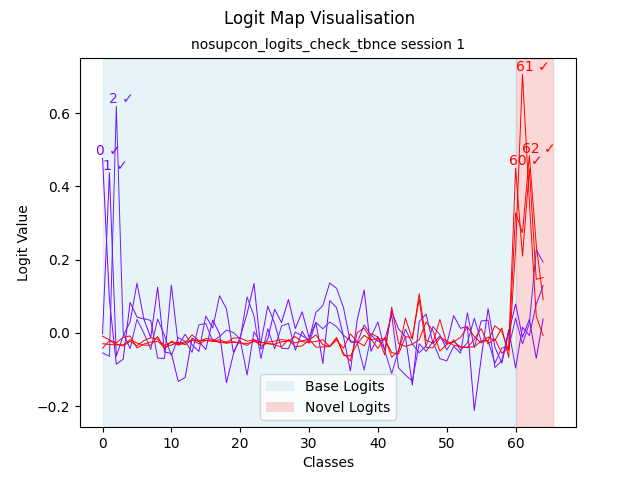 Logit Map Visualisation
nosupcon_logits_check_tbnce session 1
61 ✓
2 ✓
0 ✓
62 ✓
1 ✓
60 ✓
0.6
0.4
0.2
0.0
−0.2
Logit Value
Base Logits
Novel Logits
0 10 20 30 40 50 60
Classes